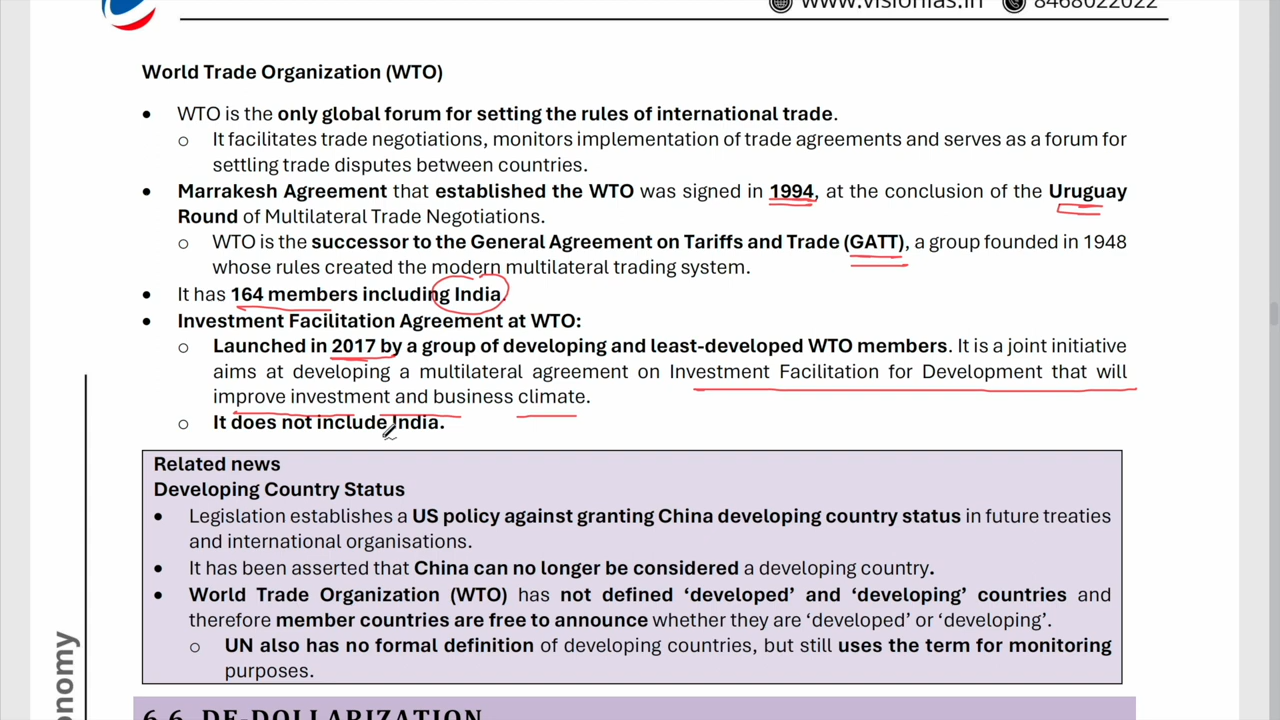 www.visionias.in 8468022022
World Trade Organization (WTO)
• WTO is the only global forum for setting the rules of international trade.
o It facilitates trade negotiations, monitors implementation of trade agreements and serves as a forum for
settling trade disputes between countries.
• Marrakesh Agreement that established the WTO was signed in 1994, at the conclusion of the Uruguay
Round of Multilateral Trade Negotiations.
o WTO is the successor to the General Agreement on Tariffs and Trade (GATT), a group founded in 1948
whose rules created the modern multilateral trading system.
• It has 164 members including India.
• Investment Facilitation Agreement at WTO:
o Launched in 2017 by a group of developing and least-developed WTO members. It is a joint initiative
aims at developing a multilateral agreement on Investment Facilitation for Development that will
improve investment and business climate.
o It does not include India.
Related news
Developing Country Status
• Legislation establishes a US policy against granting China developing country status in future treaties
and international organisations.
• It has been asserted that China can no longer be considered a developing country.
• World Trade Organization (WTO) has not defined ‘developed’ and ‘developing’ countries and
therefore member countries are free to announce whether they are ‘developed’ or ‘developing’.
o UN also has no formal definition of developing countries, but still uses the term for monitoring
purposes.
6.6. DE-DOLLARIZATION
onomy